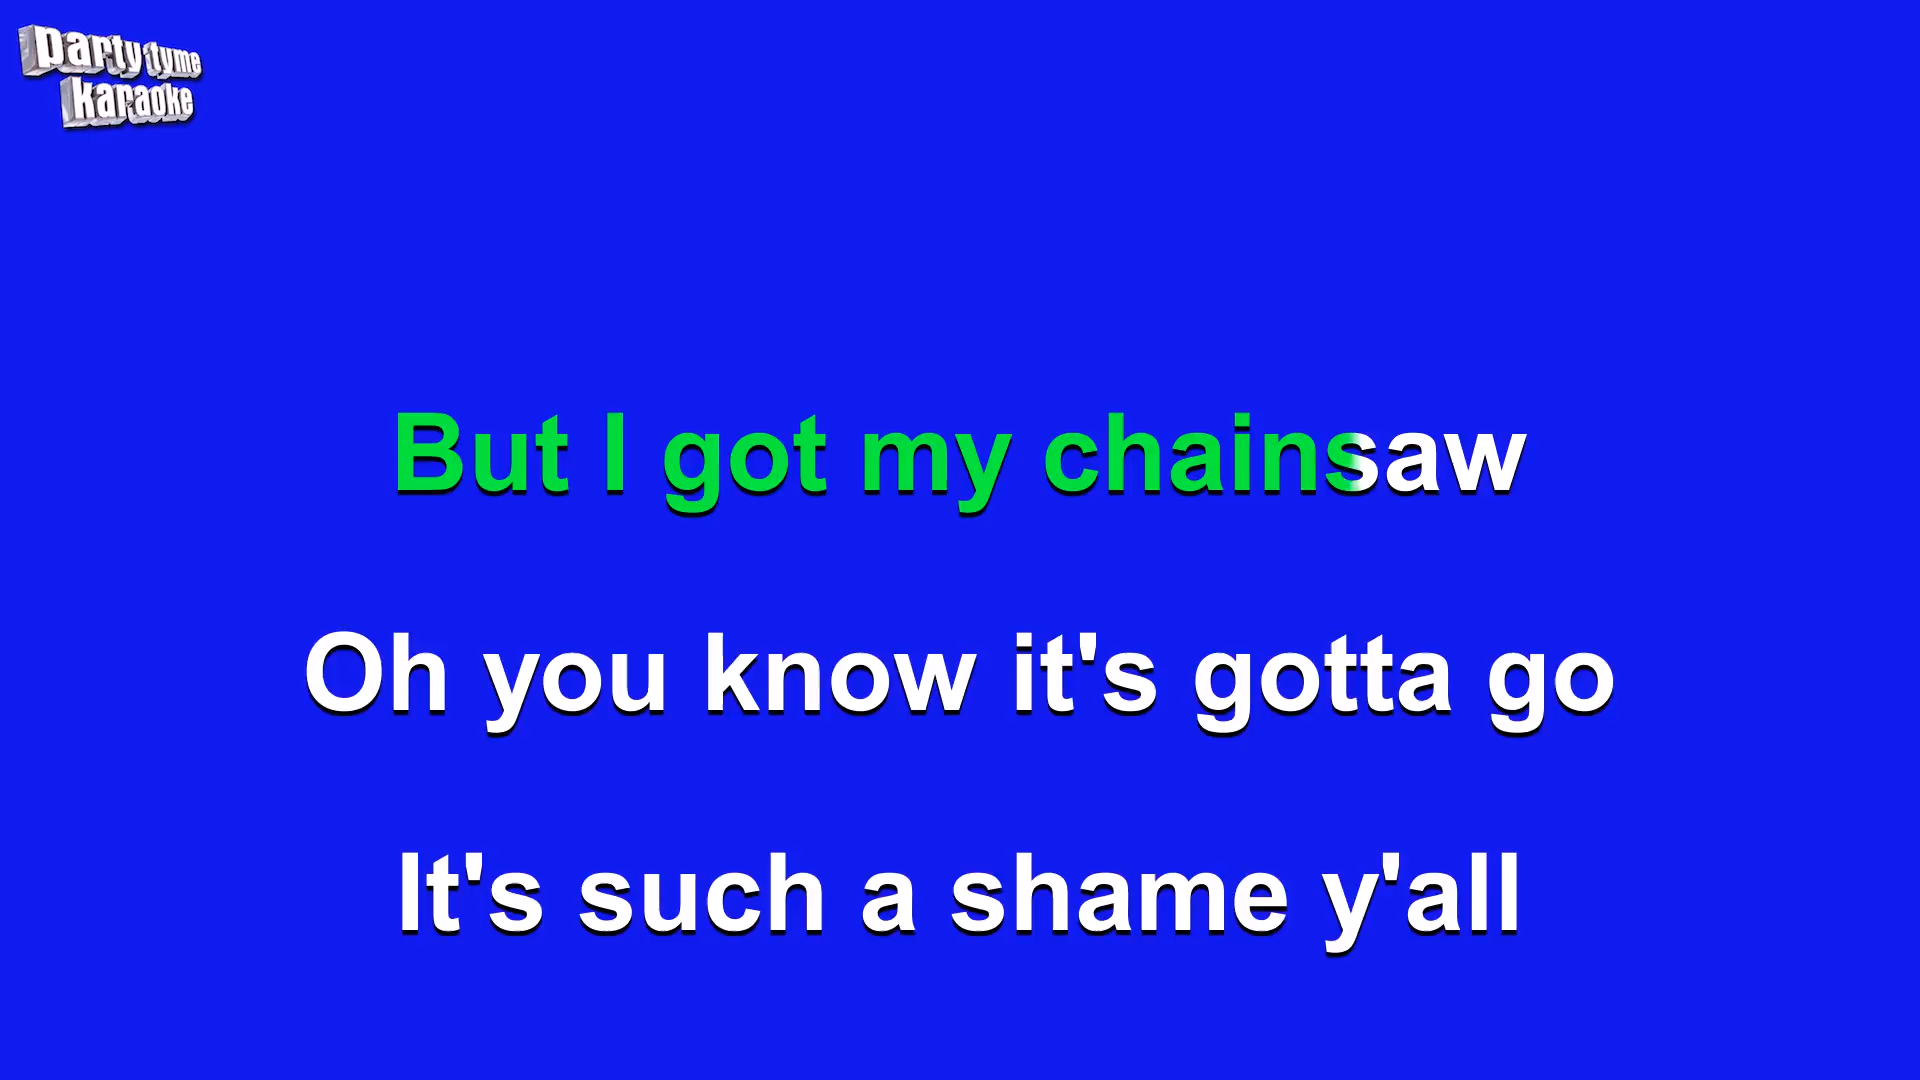 party tyme
karaoke
But I got my chainsaw
Oh you know it's gotta go
It's such a shame y'all